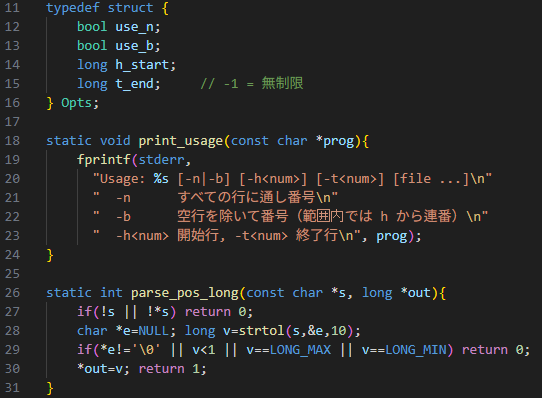 11 typedef struct {
12     bool use_n;
13     bool use_b;
14     long h_start;
15     long t_end;     // -1 = 無制限
16 } Opts;
17
18 static void print_usage(const char *prog){
19     fprintf(stderr,
20       "Usage: %s [-n|-b] [-h<num>] [-t<num>] [file ...]\n"
21       "  -n      すべての行に通し番号\n"
22       "  -b      空行を除いて番号（範囲内では h から連番）\n"
23       "  -h<num> 開始行, -t<num> 終了行\n", prog);
24 }
25
26 static int parse_pos_long(const char *s, long *out){
27     if(!s || !*s) return 0;
28     char *e=NULL; long v=strtol(s,&e,10);
29     if(*e!='\0' || v<1 || v==LONG_MAX || v==LONG_MIN) return 0;
30     *out=v; return 1;
31 }